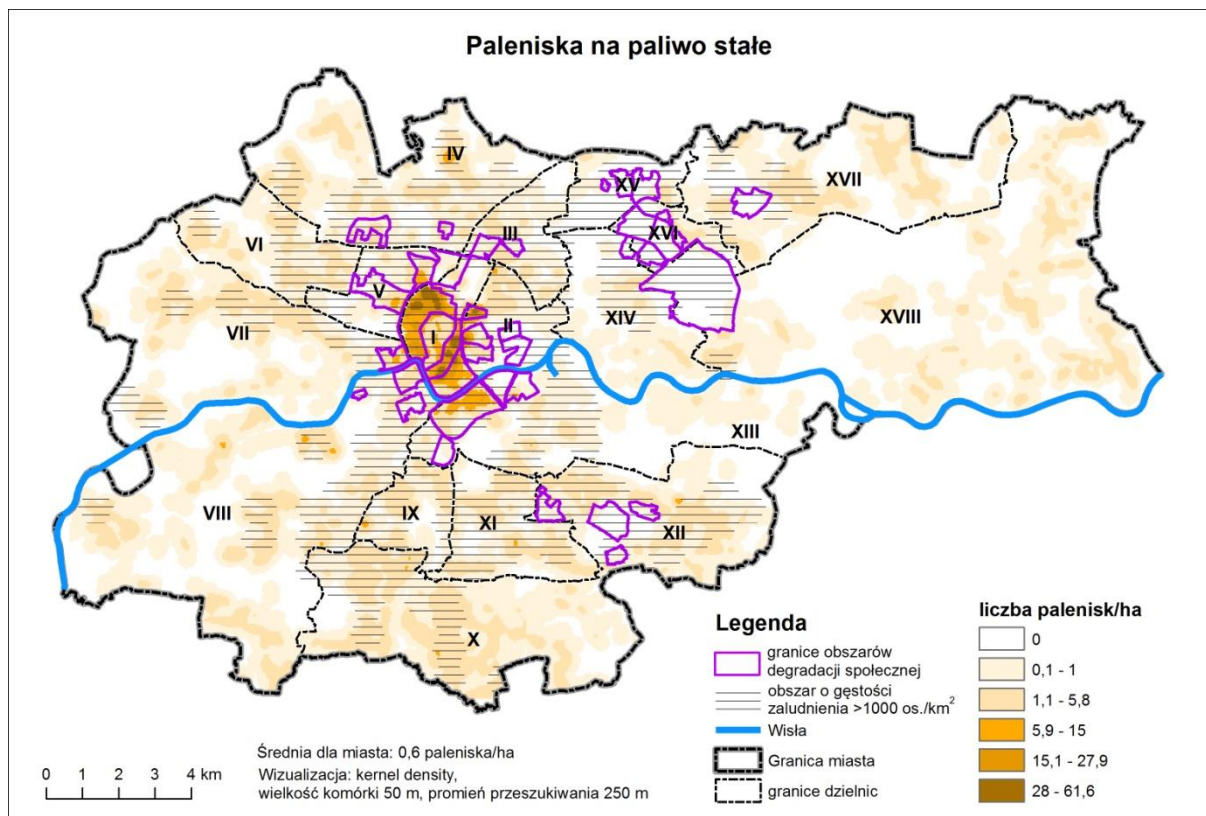 Paleniska na paliwo stałe
IV
XV
XVII
III
XVI
VI
V
VII
I
II
XIV
XVIII
XIII
VIII
IX
XI
XII
X
Legenda
granice obszarów
degradacji społecznej
obszar o gęstości
zaludnienia >1000 os./km²
Wisła
Granica miasta
granice dzielnic
liczba palenisk/ha
0
0,1 - 1
1,1 - 5,8
5,9 - 15
15,1 - 27,9
28 - 61,6
Średnia dla miasta: 0,6 paleniska/ha
Wizualizacja: kernel density,
wielkość komórki 50 m, promień przeszukiwania 250 m
0 1 2 3 4 km